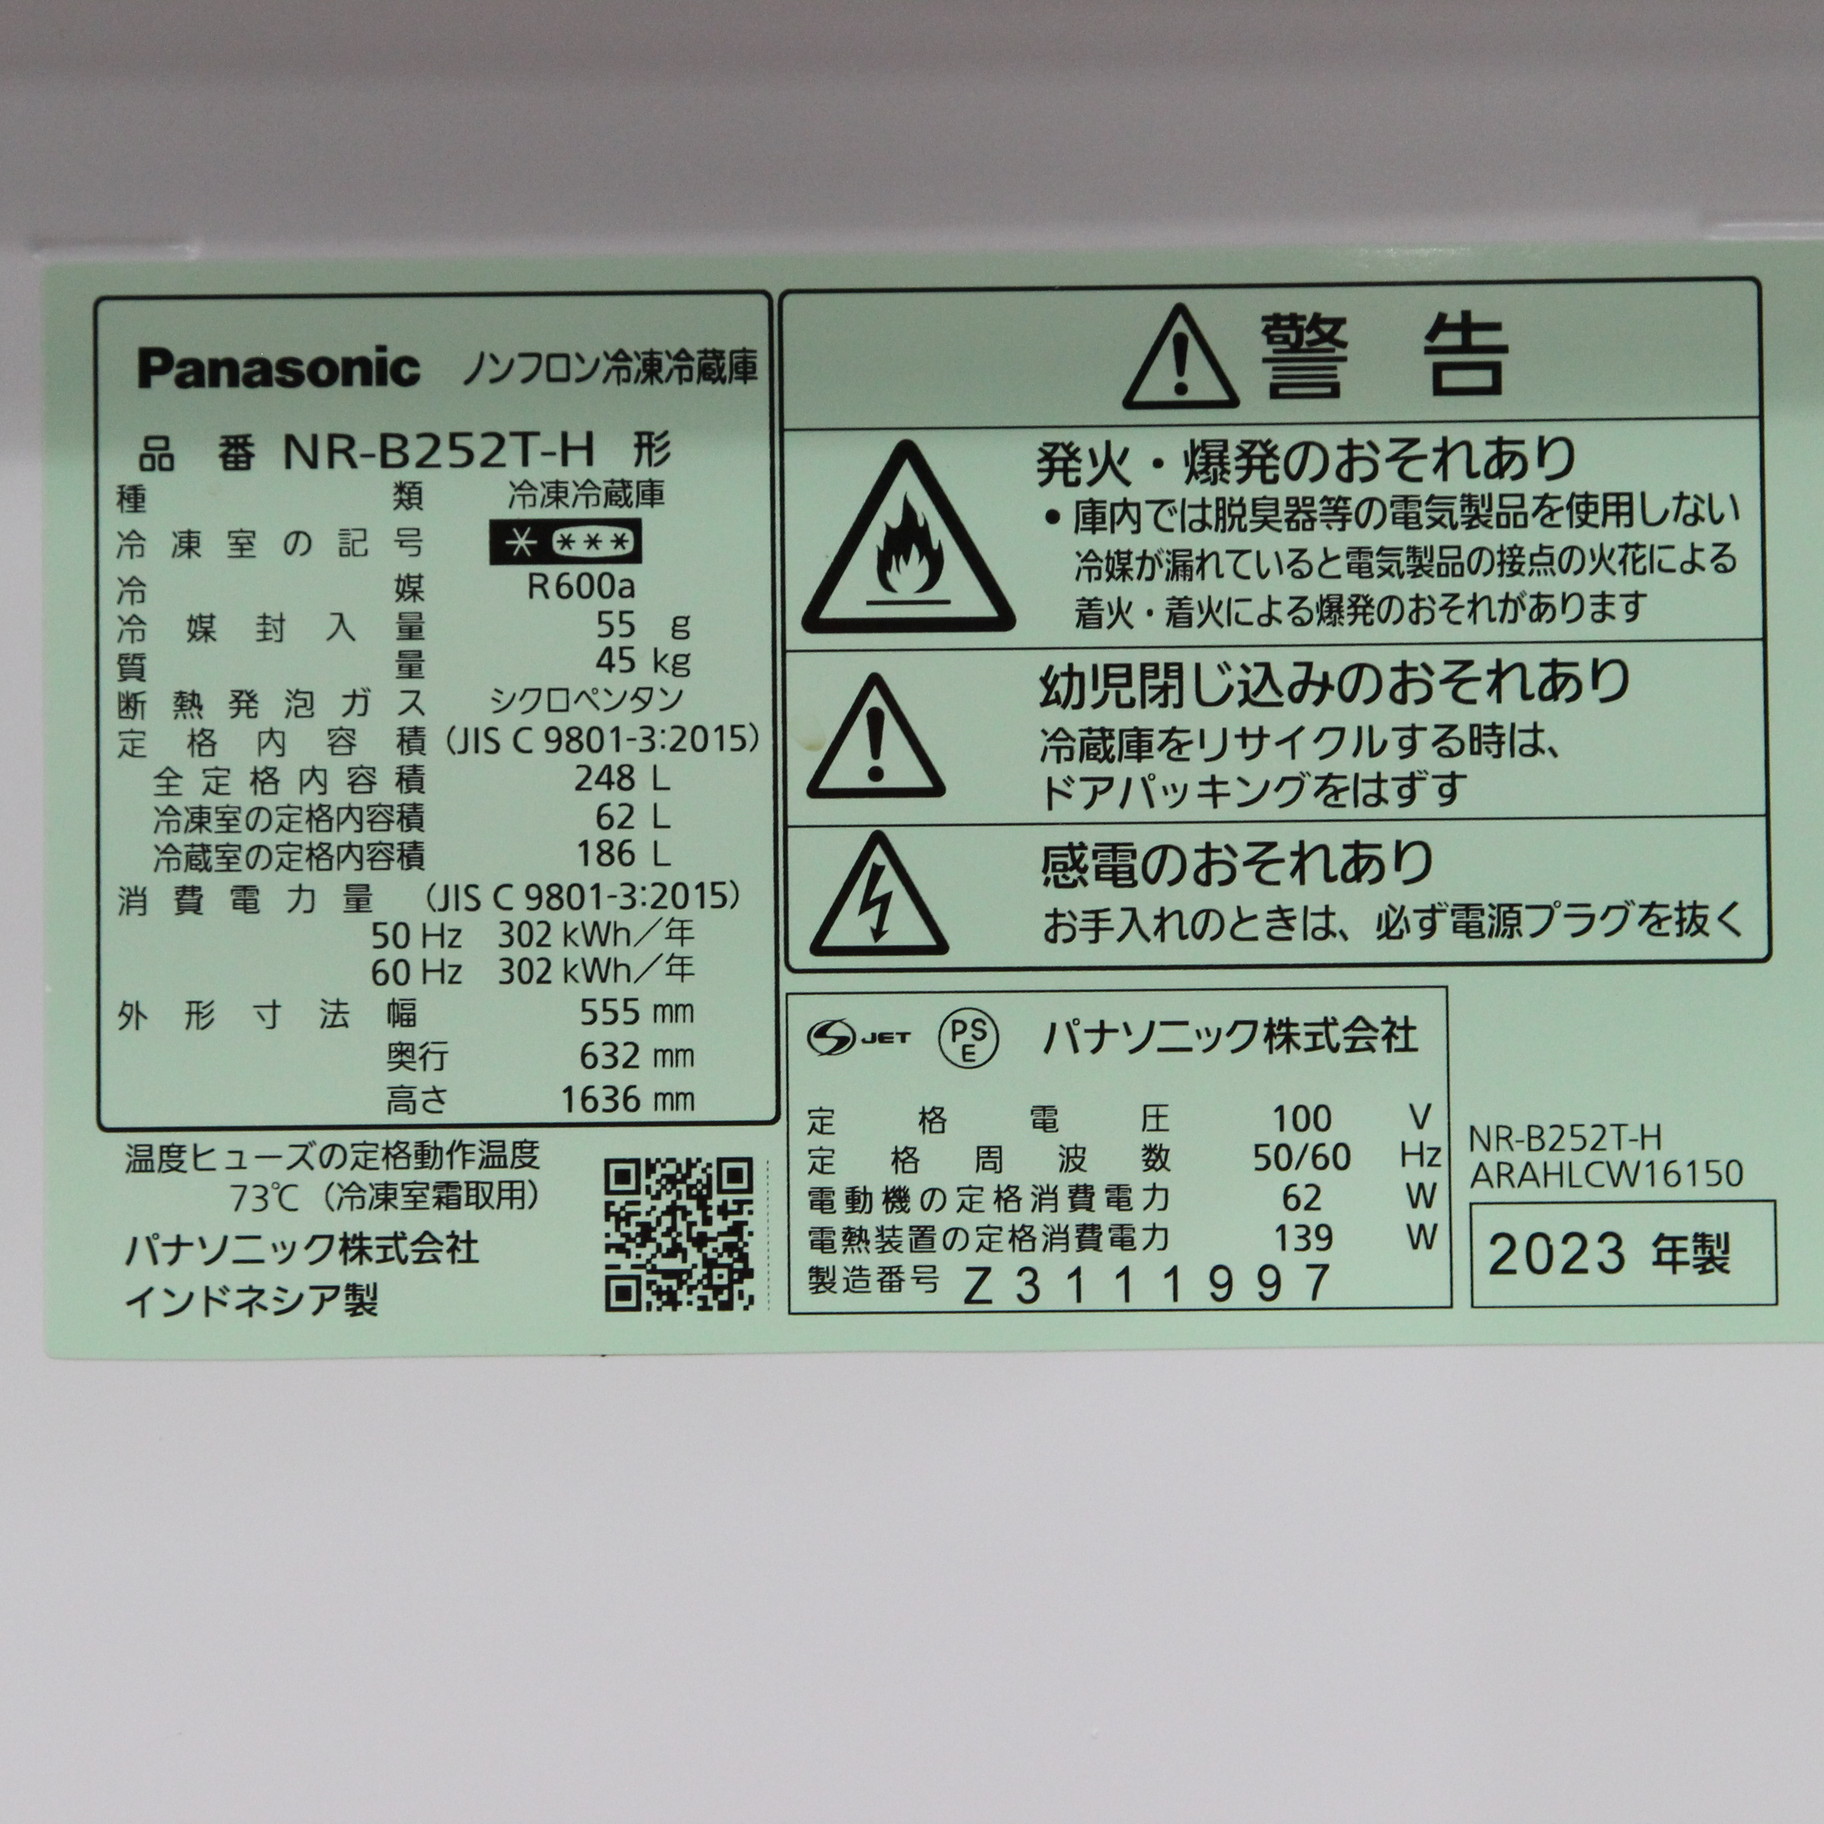 Panasonic ノンフロン冷凍冷蔵庫
品番 NR-B252T-H 形
種類 冷凍冷蔵庫
冷凍室の記号 * ***
冷媒 R600a
冷媒封入量 55 g
質量 45 kg
断熱発泡ガス シクロペンタン
定格内容積 (JIS C 9801-3:2015)
全定格内容積 248 L
冷凍室の定格内容積 62 L
冷蔵室の定格内容積 186 L
消費電力量 (JIS C 9801-3:2015)
50 Hz 302 kWh/年
60 Hz 302 kWh/年
外形寸法 幅 555 mm
奥行 632 mm
高さ 1636 mm
温度ヒューズの定格動作温度
73℃(冷凍室霜取用)
パナソニック株式会社
インドネシア製
警告
発火・爆発のおそれあり
• 庫内では脱臭器等の電気製品を使用しない
冷媒が漏れていると電気製品の接点の火花による
着火・着火による爆発のおそれがあります
幼児閉じ込みのおそれあり
冷蔵庫をリサイクルする時は、
ドアパッキングをはずす
感電のおそれあり
お手入れのときは、必ず電源プラグを抜く
S JET PSE パナソニック株式会社
定格電圧 100 V
定格周波数 50/60 Hz
電動機の定格消費電力 62 W
電熱装置の定格消費電力 139 W
製造番号 Z3111997
NR-B252T-H
ARAHLCW16150
2023 年製